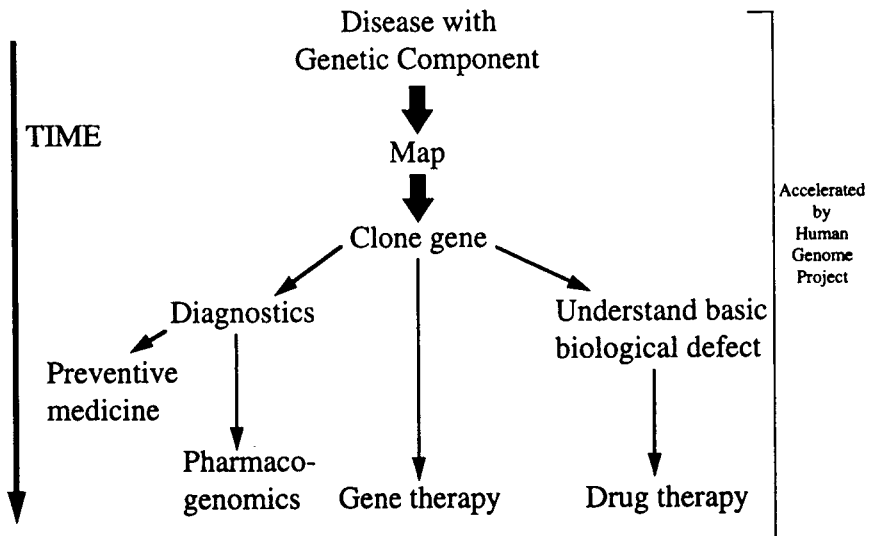 Disease with
Genetic Component
TIME
Map
Accelerated
by
Human
Genome
Project
Clone gene
Diagnostics
Understand basic
biological defect
Preventive
medicine
Pharmaco-
genomics
Gene therapy
Drug therapy